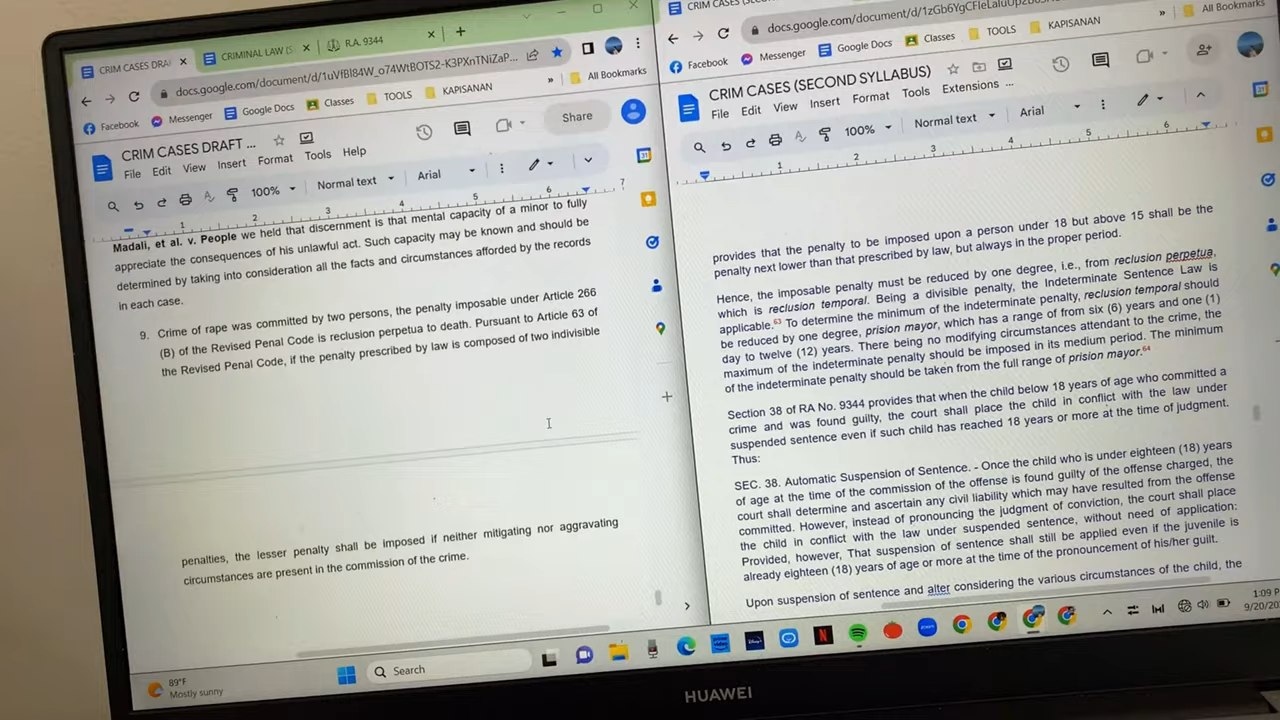 CRIM CASES DRA
CRIMINAL LAW (S
R.A. 9344
docs.google.com/document/d/1uVfBl84W_o74WtBOTS2-K3PXnTNiZaP...
Facebook
Messenger
Google Docs
Classes
TOOLS
KAPISANAN
All Bookmarks
CRIM CASES DRAFT ...
File Edit View Insert Format Tools Help
Share
100%
Normal text
Arial
1 2 3 4 5 6 7
Madali, et al. v. People we held that discernment is that mental capacity of a minor to fully
appreciate the consequences of his unlawful act. Such capacity may be known and should be
determined by taking into consideration all the facts and circumstances afforded by the records
in each case.
9. Crime of rape was committed by two persons, the penalty imposable under Article 266
(B) of the Revised Penal Code is reclusion perpetua to death. Pursuant to Article 63 of
the Revised Penal Code, if the penalty prescribed by law is composed of two indivisible
penalties, the lesser penalty shall be imposed if neither mitigating nor aggravating
circumstances are present in the commission of the crime.
CRIM CASES
Facebook
Messenger
Google Docs
Classes
TOOLS
KAPISANAN
All Bookmarks
CRIM CASES (SECOND SYLLABUS)
File Edit View Insert Format Tools Extensions ...
100%
Normal text
Arial
1 2 3 4 5 6
provides that the penalty to be imposed upon a person under 18 but above 15 shall be the
penalty next lower than that prescribed by law, but always in the proper period.
Hence, the imposable penalty must be reduced by one degree, i.e., from reclusion perpetua,
which is reclusion temporal. Being a divisible penalty, the Indeterminate Sentence Law is
applicable.63 To determine the minimum of the indeterminate penalty, reclusion temporal should
be reduced by one degree, prision mayor, which has a range of from six (6) years and one (1)
day to twelve (12) years. There being no modifying circumstances attendant to the crime, the
maximum of the indeterminate penalty should be imposed in its medium period. The minimum
of the indeterminate penalty should be taken from the full range of prision mayor.64
Section 38 of RA No. 9344 provides that when the child below 18 years of age who committed a
crime and was found guilty, the court shall place the child in conflict with the law under
suspended sentence even if such child has reached 18 years or more at the time of judgment.
Thus:
SEC. 38. Automatic Suspension of Sentence. - Once the child who is under eighteen (18) years
of age at the time of the commission of the offense is found guilty of the offense charged, the
court shall determine and ascertain any civil liability which may have resulted from the offense
committed. However, instead of pronouncing the judgment of conviction, the court shall place
the child in conflict with the law under suspended sentence, without need of application:
Provided, however, That suspension of sentence shall still be applied even if the juvenile is
already eighteen (18) years of age or more at the time of the pronouncement of his/her guilt.
Upon suspension of sentence and alter considering the various circumstances of the child, the
89°F
Mostly sunny
Search
1:09 P
9/20/20
HUAWEI